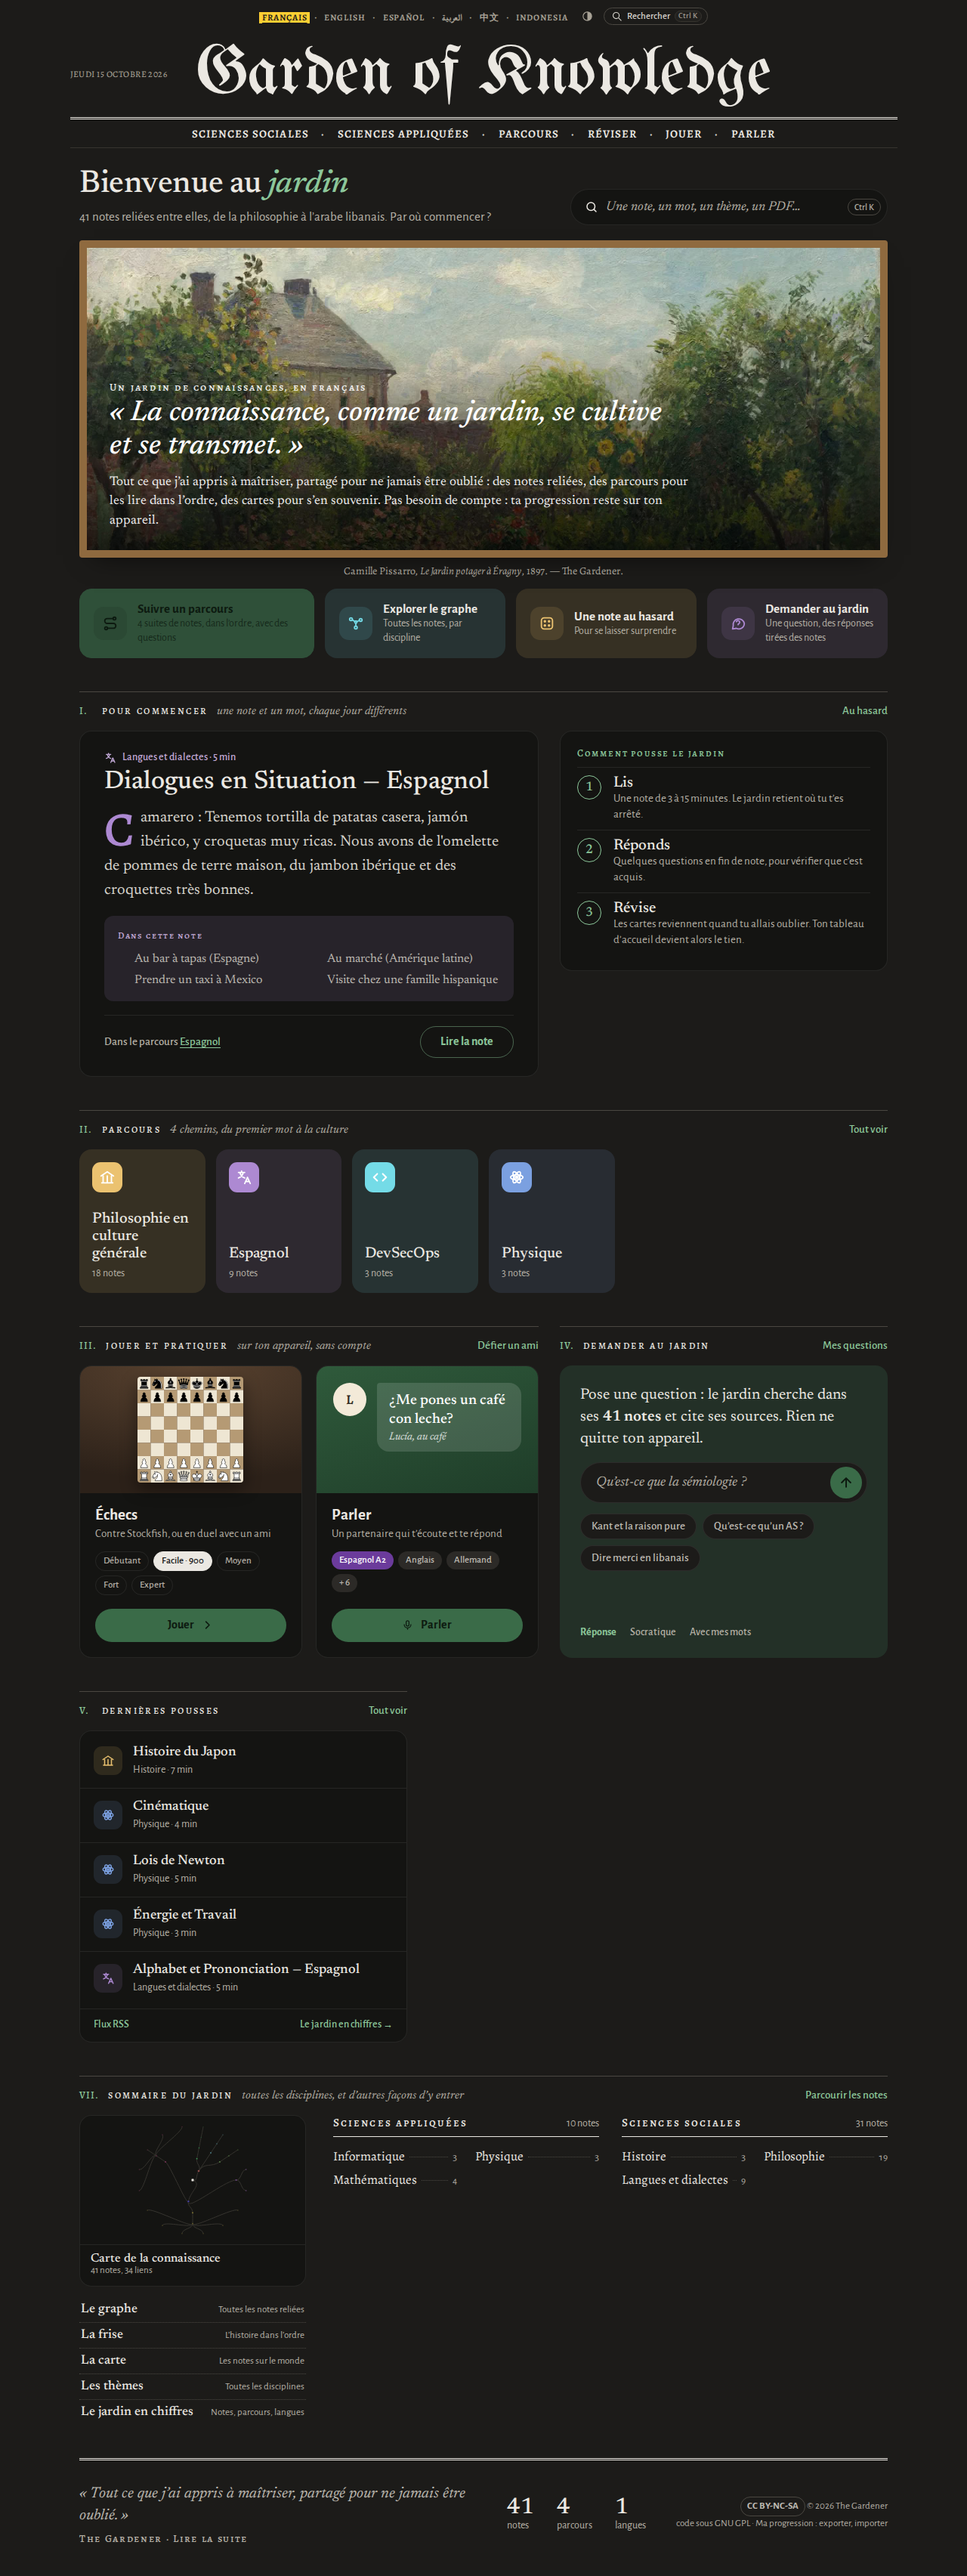 FRANÇAIS · ENGLISH · ESPAÑOL · العربية · 中文 · INDONESIA Rechercher Ctrl K
JEUDI 15 OCTOBRE 2026
Garden of Knowledge
SCIENCES SOCIALES · SCIENCES APPLIQUÉES · PARCOURS · RÉVISER · JOUER · PARLER
Bienvenue au jardin
41 notes reliées entre elles, de la philosophie à l'arabe libanais. Par où commencer ?
Une note, un mot, un thème, un PDF... Ctrl K
UN JARDIN DE CONNAISSANCES, EN FRANÇAIS
« La connaissance, comme un jardin, se cultive
et se transmet. »
Tout ce que j'ai appris à maîtriser, partagé pour ne jamais être oublié : des notes reliées, des parcours pour
les lire dans l'ordre, des cartes pour s'en souvenir. Pas besoin de compte : ta progression reste sur ton
appareil.
Camille Pissarro, Le Jardin potager à Éragny, 1897. — The Gardener.
Suivre un parcours
4 suites de notes, dans l'ordre, avec des
questions
Explorer le graphe
Toutes les notes, par
discipline
Une note au hasard
Pour se laisser surprendre
Demander au jardin
Une question, des réponses
tirées des notes
I. POUR COMMENCER une note et un mot, chaque jour différents Au hasard
Langues et dialectes · 5 min
Dialogues en Situation — Espagnol
Camarero : Tenemos tortilla de patatas casera, jamón
ibérico, y croquetas muy ricas. Nous avons de l'omelette
de pommes de terre maison, du jambon ibérique et des
croquettes très bonnes.
DANS CETTE NOTE
Au bar à tapas (Espagne) Au marché (Amérique latine)
Prendre un taxi à Mexico Visite chez une famille hispanique
Dans le parcours Espagnol Lire la note
COMMENT POUSSE LE JARDIN
1 Lis
Une note de 3 à 15 minutes. Le jardin retient où tu t'es
arrêté.
2 Réponds
Quelques questions en fin de note, pour vérifier que c'est
acquis.
3 Révise
Les cartes reviennent quand tu allais oublier. Ton tableau
d'accueil devient alors le tien.
II. PARCOURS 4 chemins, du premier mot à la culture Tout voir
Philosophie en
culture
générale
18 notes
Espagnol
9 notes
DevSecOps
3 notes
Physique
3 notes
III. JOUER ET PRATIQUER sur ton appareil, sans compte Défier un ami
L
¿Me pones un café
con leche?
Lucía, au café
Échecs
Contre Stockfish, ou en duel avec un ami
Débutant Facile · 900 Moyen
Fort Expert
Jouer
Parler
Un partenaire qui t'écoute et te répond
Espagnol A2 Anglais Allemand
+ 6
Parler
IV. DEMANDER AU JARDIN Mes questions
Pose une question : le jardin cherche dans
ses 41 notes et cite ses sources. Rien ne
quitte ton appareil.
Qu'est-ce que la sémiologie ?
Kant et la raison pure Qu'est-ce qu'un AS ?
Dire merci en libanais
Réponse Socratique Avec mes mots
V. DERNIÈRES POUSSES Tout voir
Histoire du Japon
Histoire · 7 min
Cinématique
Physique · 4 min
Lois de Newton
Physique · 5 min
Énergie et Travail
Physique · 3 min
Alphabet et Prononciation — Espagnol
Langues et dialectes · 5 min
Flux RSS Le jardin en chiffres →
VII. SOMMAIRE DU JARDIN toutes les disciplines, et d'autres façons d'y entrer Parcourir les notes
Carte de la connaissance
41 notes, 34 liens
Le graphe Toutes les notes reliées
La frise L'histoire dans l'ordre
La carte Les notes sur le monde
Les thèmes Toutes les disciplines
Le jardin en chiffres Notes, parcours, langues
SCIENCES APPLIQUÉES 10 notes
Informatique 3 Physique 3
Mathématiques 4
SCIENCES SOCIALES 31 notes
Histoire 3 Philosophie 19
Langues et dialectes 9
« Tout ce que j'ai appris à maîtriser, partagé pour ne jamais être
oublié. »
THE GARDENER · LIRE LA SUITE
41 4 1
notes parcours langues
CC BY-NC-SA © 2026 The Gardener
code sous GNU GPL · Ma progression : exporter, importer